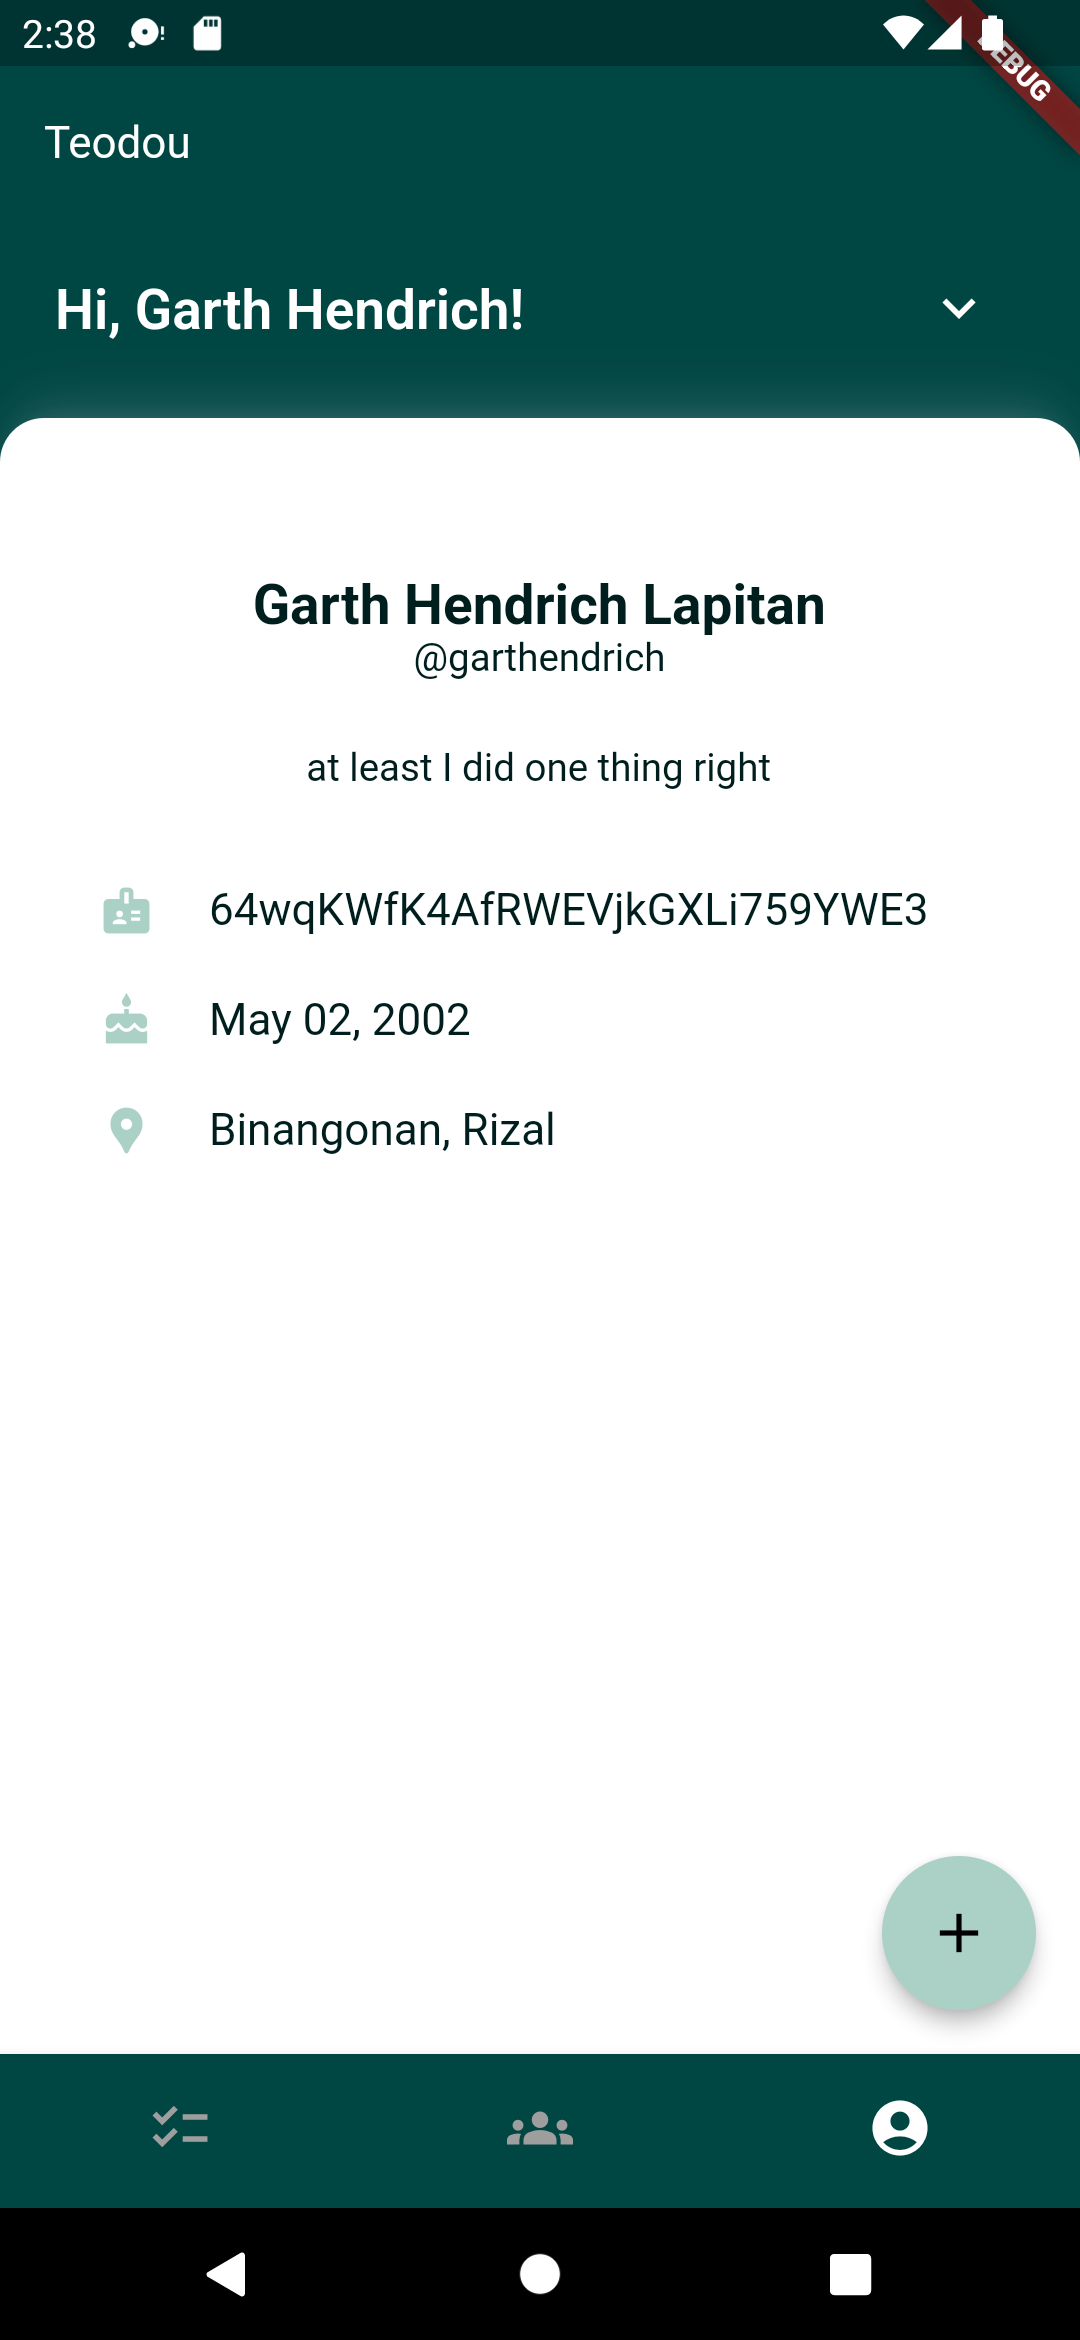 2:38
DEBUG
Teodou
Hi, Garth Hendrich!
Garth Hendrich Lapitan
@garthendrich
at least I did one thing right
64wqKWfK4AfRWEVjkGXLi759YWE3
May 02, 2002
Binangonan, Rizal